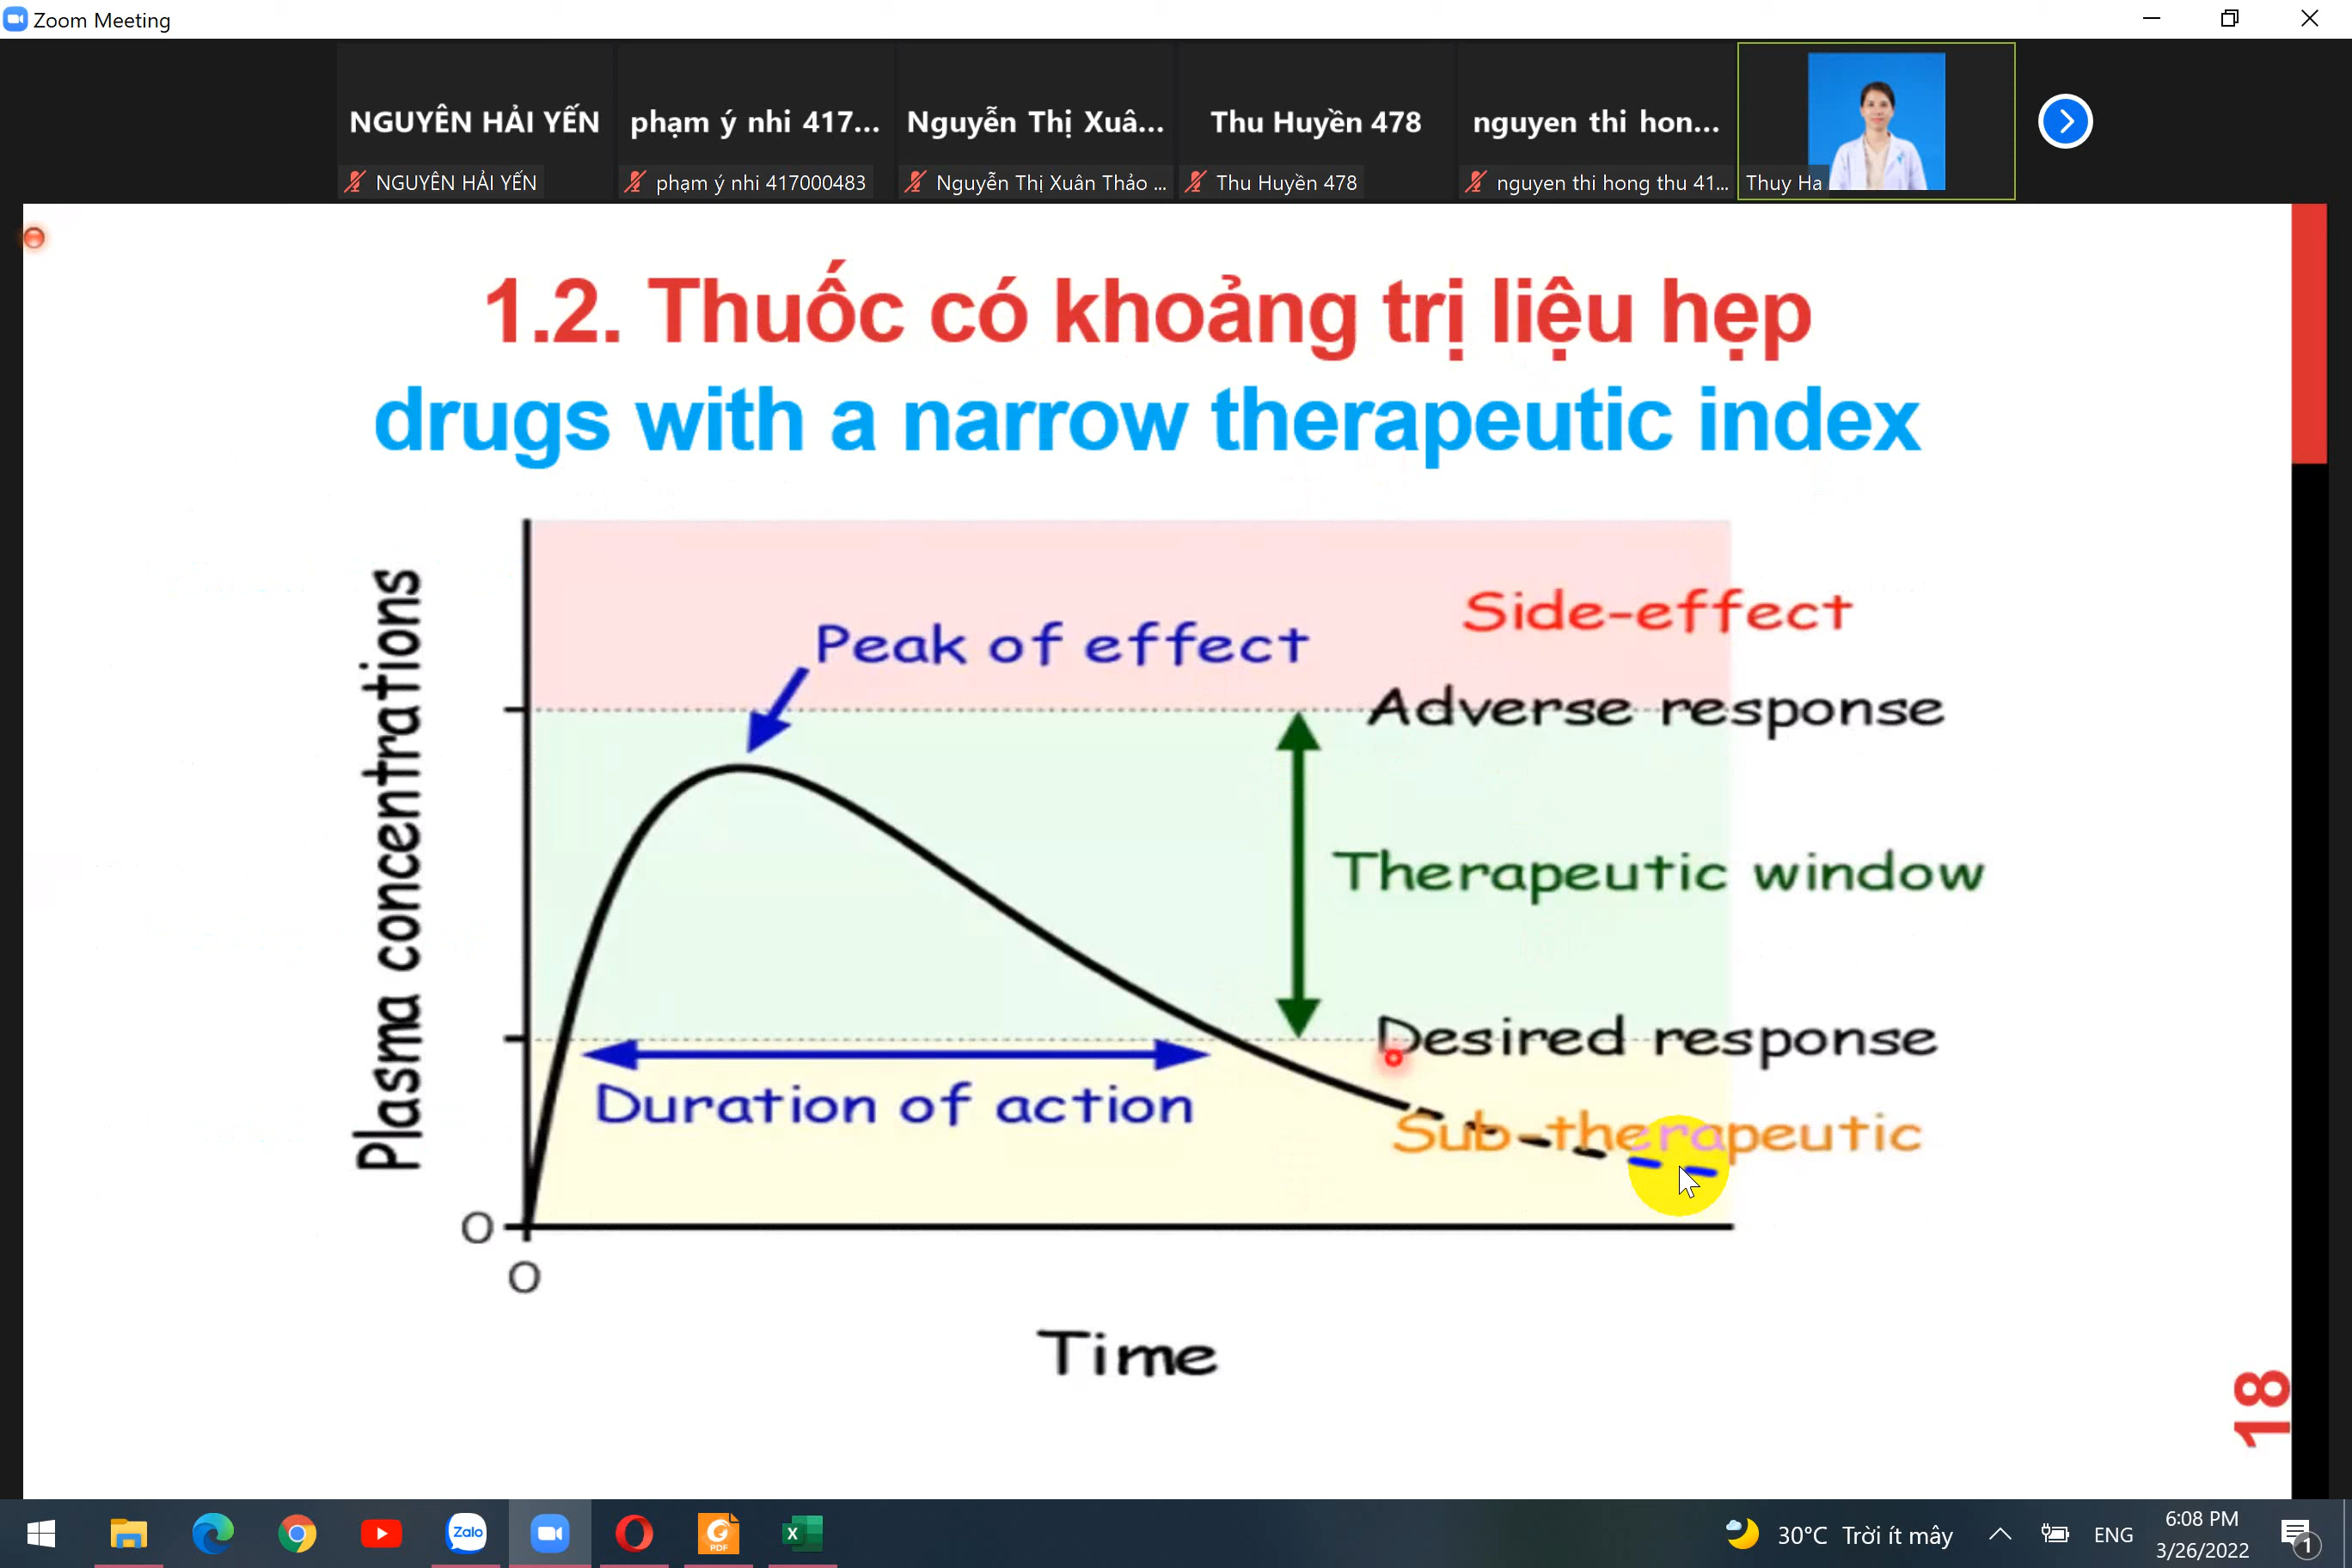 Zoom Meeting
NGUYÊN HẢI YẾN
phạm ý nhi 417...
Nguyễn Thị Xuâ...
Thu Huyền 478
nguyen thi hon...
NGUYÊN HẢI YẾN
phạm ý nhi 417000483
Nguyễn Thị Xuân Thảo ...
Thu Huyền 478
nguyen thi hong thu 41...
Thuy Ha
1.2. Thuốc có khoảng trị liệu hẹp
drugs with a narrow therapeutic index
Plasma concentrations
Side-effect
Peak of effect
Adverse response
Therapeutic window
Desired response
Duration of action
Sub-therapeutic
0
0
Time
18
Zalo
PDF
X
30°C Trời ít mây
ENG
6:08 PM
3/26/2022
1